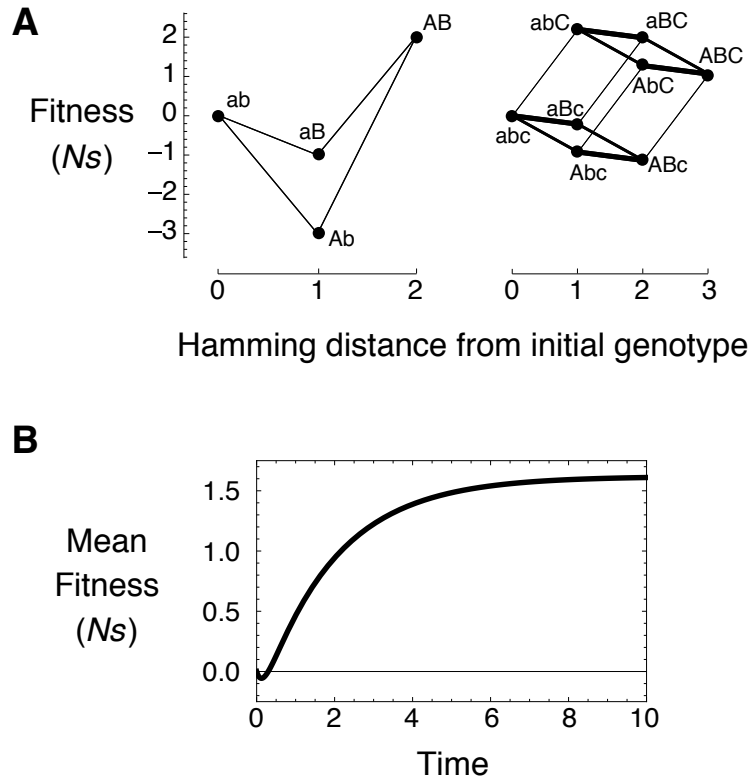 A
Fitness
(Ns)
2
1
0
−1
−2
−3
ab
aB
Ab
AB
0 1 2
abC
aBC
AbC
ABC
abc
aBc
Abc
ABc
0 1 2 3
Hamming distance from initial genotype
B
Mean
Fitness
(Ns)
1.5
1.0
0.5
0.0
0 2 4 6 8 10
Time